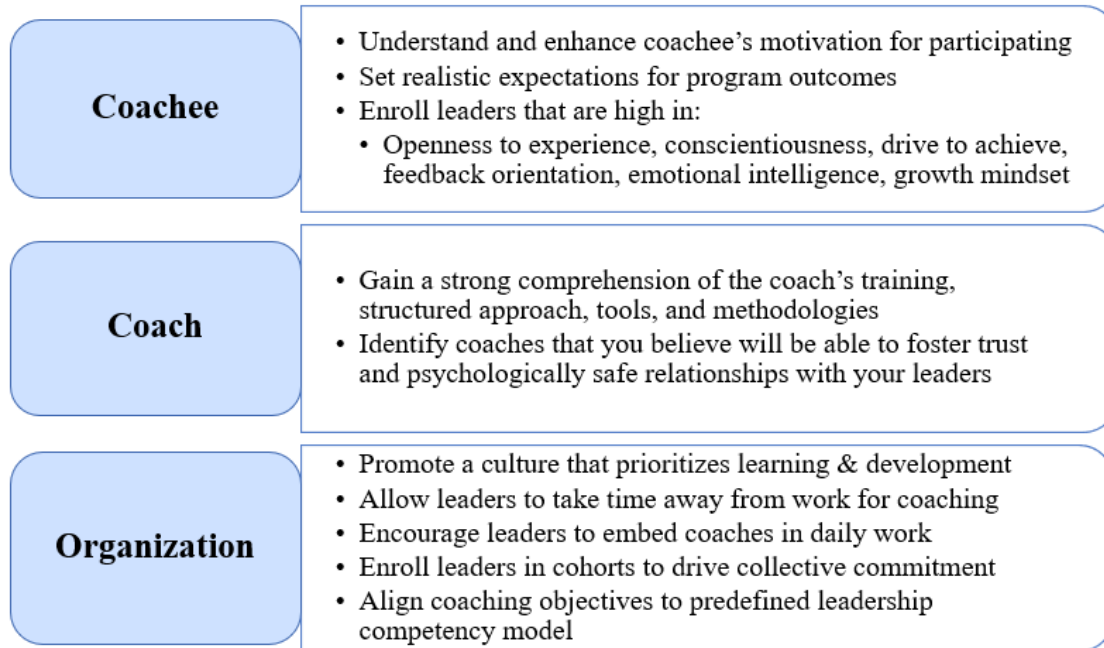 Coachee
• Understand and enhance coachee's motivation for participating
• Set realistic expectations for program outcomes
• Enroll leaders that are high in:
• Openness to experience, conscientiousness, drive to achieve,
feedback orientation, emotional intelligence, growth mindset
Coach
• Gain a strong comprehension of the coach's training,
structured approach, tools, and methodologies
• Identify coaches that you believe will be able to foster trust
and psychologically safe relationships with your leaders
Organization
• Promote a culture that prioritizes learning & development
• Allow leaders to take time away from work for coaching
• Encourage leaders to embed coaches in daily work
• Enroll leaders in cohorts to drive collective commitment
• Align coaching objectives to predefined leadership
competency model